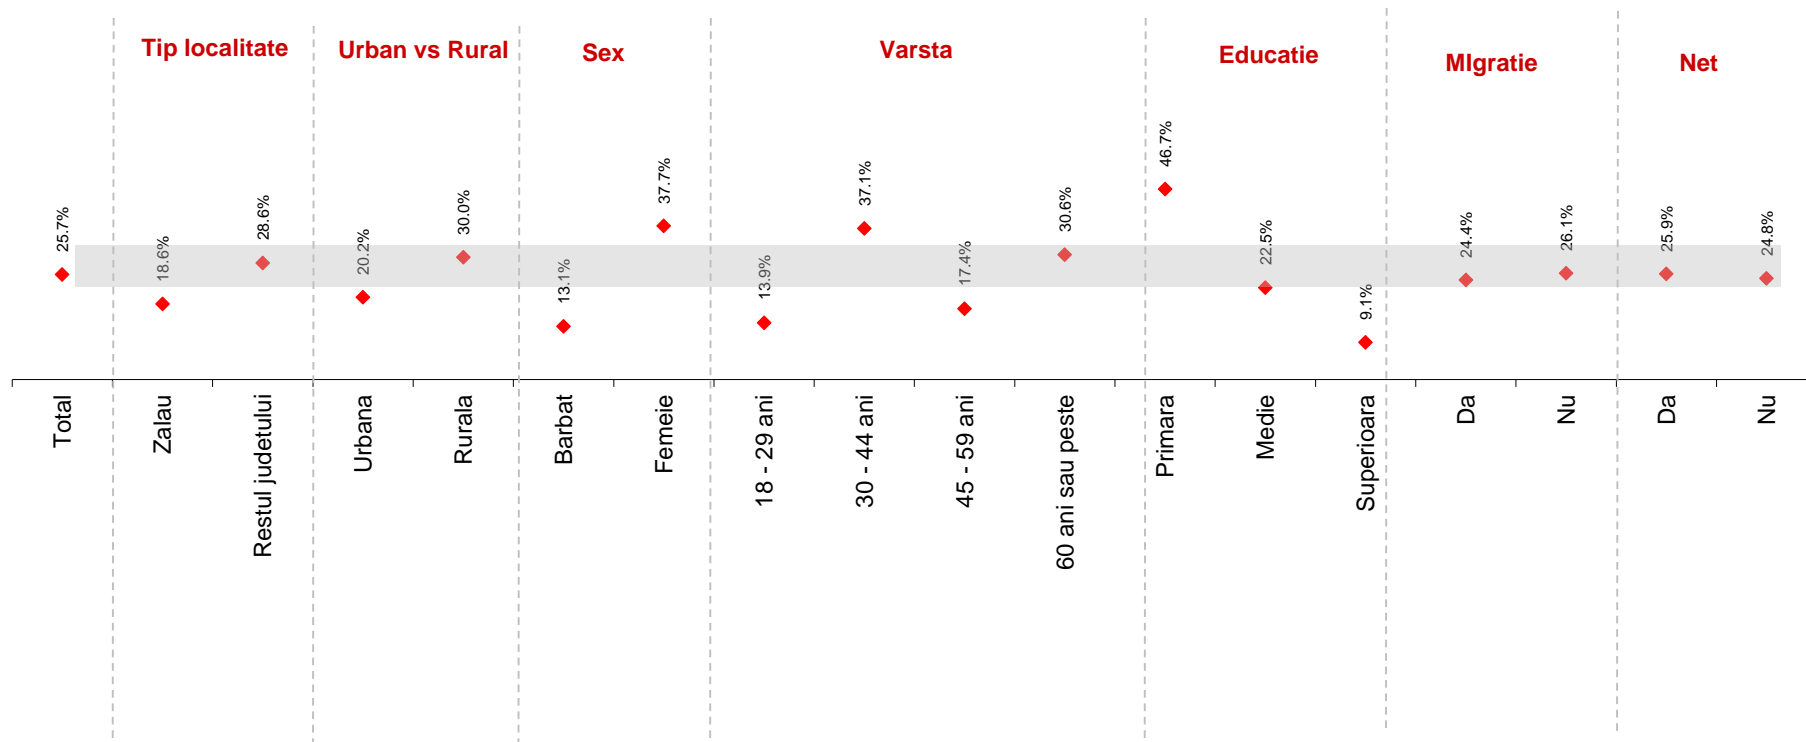 Tip localitate
Urban vs Rural
Sex
Varsta
Educatie
MIgratie
Net
25.7%
18.6%
28.6%
20.2%
30.0%
13.1%
37.7%
13.9%
37.1%
17.4%
30.6%
46.7%
22.5%
9.1%
24.4%
26.1%
25.9%
24.8%
Total
Zalau
Restul judetului
Urbana
Rurala
Barbat
Femeie
18 - 29 ani
30 - 44 ani
45 - 59 ani
60 ani sau peste
Primara
Medie
Superioara
Da
Nu
Da
Nu